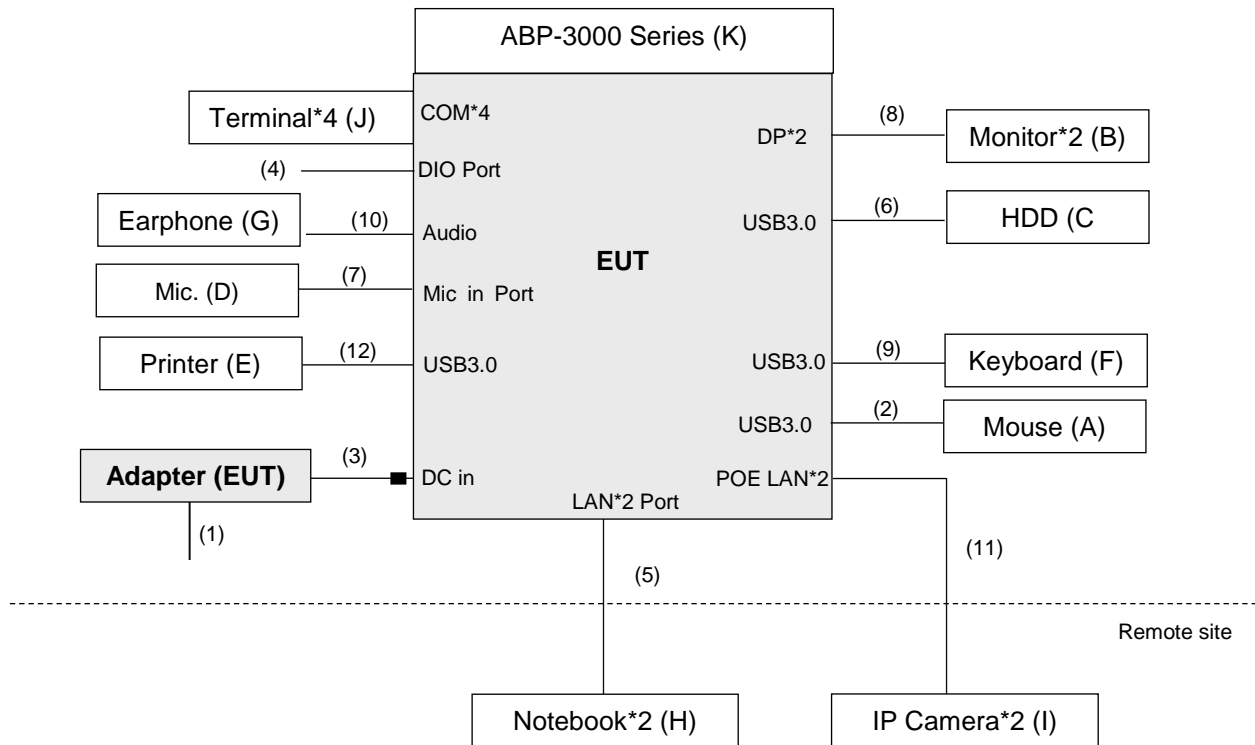 ABP-3000 Series (K)
Terminal*4 (J)
COM*4
(4)
DIO Port
Earphone (G)
(10)
Audio
Mic. (D)
(7)
Mic in Port
Printer (E)
(12)
USB3.0
Adapter (EUT)
(3)
DC in
(1)
EUT
DP*2
(8)
Monitor*2 (B)
USB3.0
(6)
HDD (C
USB3.0
(9)
Keyboard (F)
USB3.0
(2)
Mouse (A)
POE LAN*2
LAN*2 Port
(11)
(5)
Remote site
Notebook*2 (H)
IP Camera*2 (I)